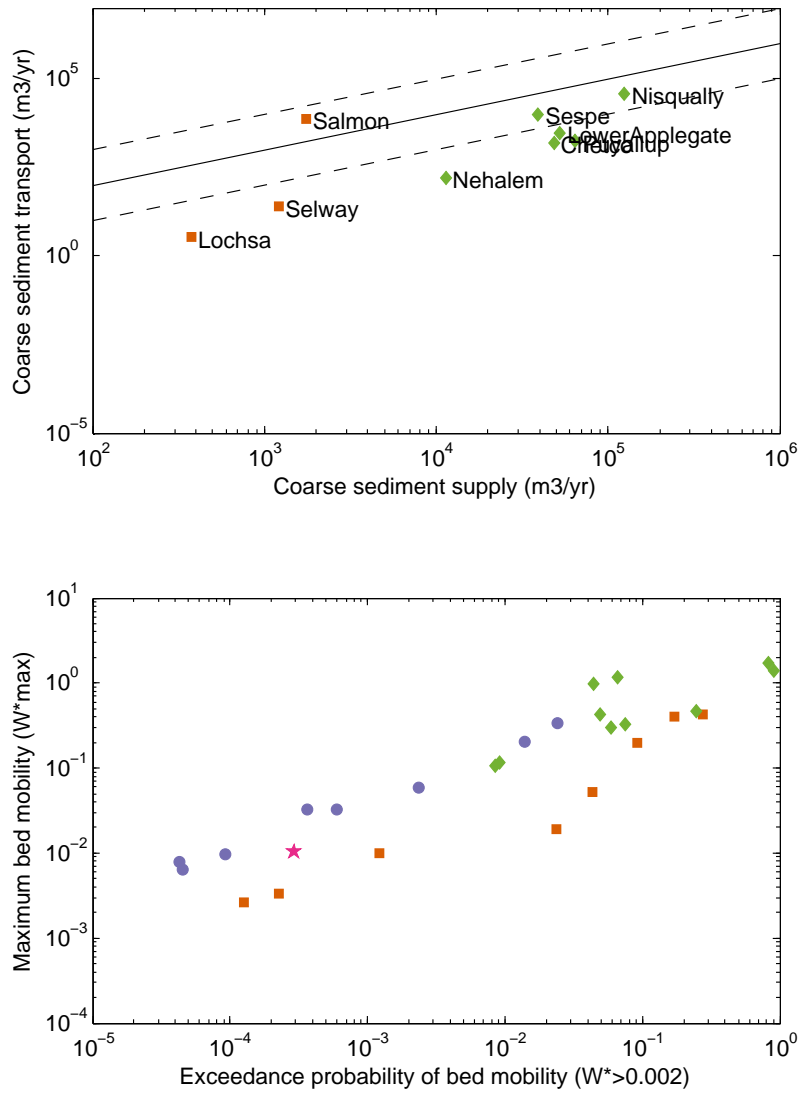 Coarse sediment transport (m3/yr)
10^5
10^0
10^-5
Nisqually
Sespe
Salmon
LowerApplegate
Chetco
Puyallup
Nehalem
Selway
Lochsa
10^2 10^3 10^4 10^5 10^6
Coarse sediment supply (m3/yr)
Maximum bed mobility (W*max)
10^1
10^0
10^-1
10^-2
10^-3
10^-4
10^-5 10^-4 10^-3 10^-2 10^-1 10^0
Exceedance probability of bed mobility (W*>0.002)